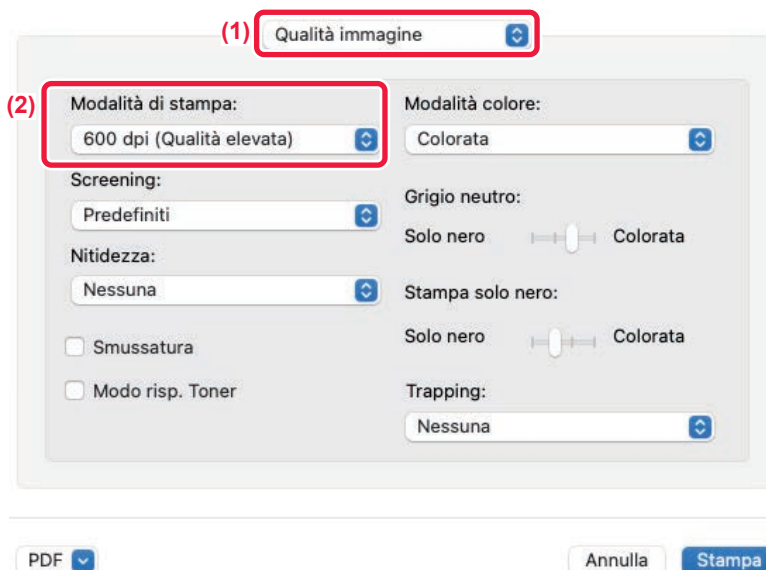 (1) Qualità immagine
(2) Modalità di stampa:
600 dpi (Qualità elevata)
Screening:
Predefiniti
Nitidezza:
Nessuna
Smussatura
Modo risp. Toner
Modalità colore:
Colorata
Grigio neutro:
Solo nero Colorata
Stampa solo nero:
Solo nero Colorata
Trapping:
Nessuna
PDF Annulla Stampa